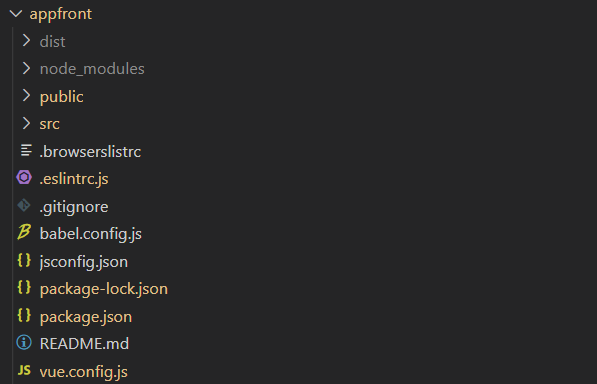 appfront
dist
node_modules
public
src
.browserslistrc
.eslintrc.js
.gitignore
babel.config.js
jsconfig.json
package-lock.json
package.json
README.md
JS vue.config.js